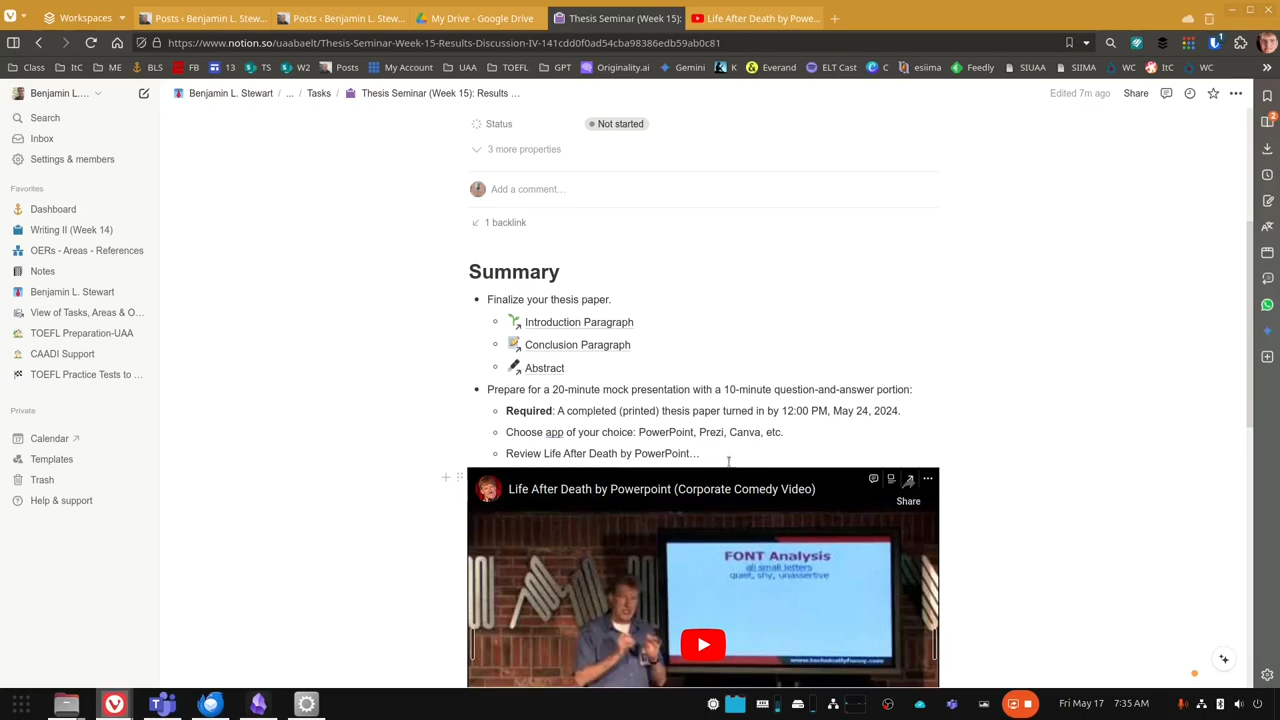 Workspaces
Posts ‹ Benjamin L. Stew...
Posts ‹ Benjamin L. Stew...
My Drive - Google Drive
Thesis Seminar (Week 15):
Life After Death by Powe...
https://www.notion.so/uaabaelt/Thesis-Seminar-Week-15-Results-Discussion-IV-141cdd0f0ad54cba98386edb59ab0c81
Class ItC ME BLS FB 13 TS W2 Posts My Account UAA TOEFL GPT Originality.ai Gemini K Everand ELT Cast C esiima Feedly SIUAA SIIMA WC ItC WC
Benjamin L....
Benjamin L. Stewart / ... / Tasks / Thesis Seminar (Week 15): Results ...
Edited 7m ago Share
Search
Inbox
Settings & members
Favorites
Dashboard
Writing II (Week 14)
OERs - Areas - References
Notes
Benjamin L. Stewart
View of Tasks, Areas & O...
TOEFL Preparation-UAA
CAADI Support
TOEFL Practice Tests to ...
Private
Calendar ↗
Templates
Trash
Help & support
Status Not started
3 more properties
Add a comment...
1 backlink
Summary
Finalize your thesis paper.
Introduction Paragraph
Conclusion Paragraph
Abstract
Prepare for a 20-minute mock presentation with a 10-minute question-and-answer portion:
Required: A completed (printed) thesis paper turned in by 12:00 PM, May 24, 2024.
Choose app of your choice: PowerPoint, Prezi, Canva, etc.
Review Life After Death by PowerPoint…
Life After Death by Powerpoint (Corporate Comedy Video)
Share
FONT Analysis
all small letters
quiet, shy, unassertive
www.technicallyfunny.com
Fri May 17 7:35 AM